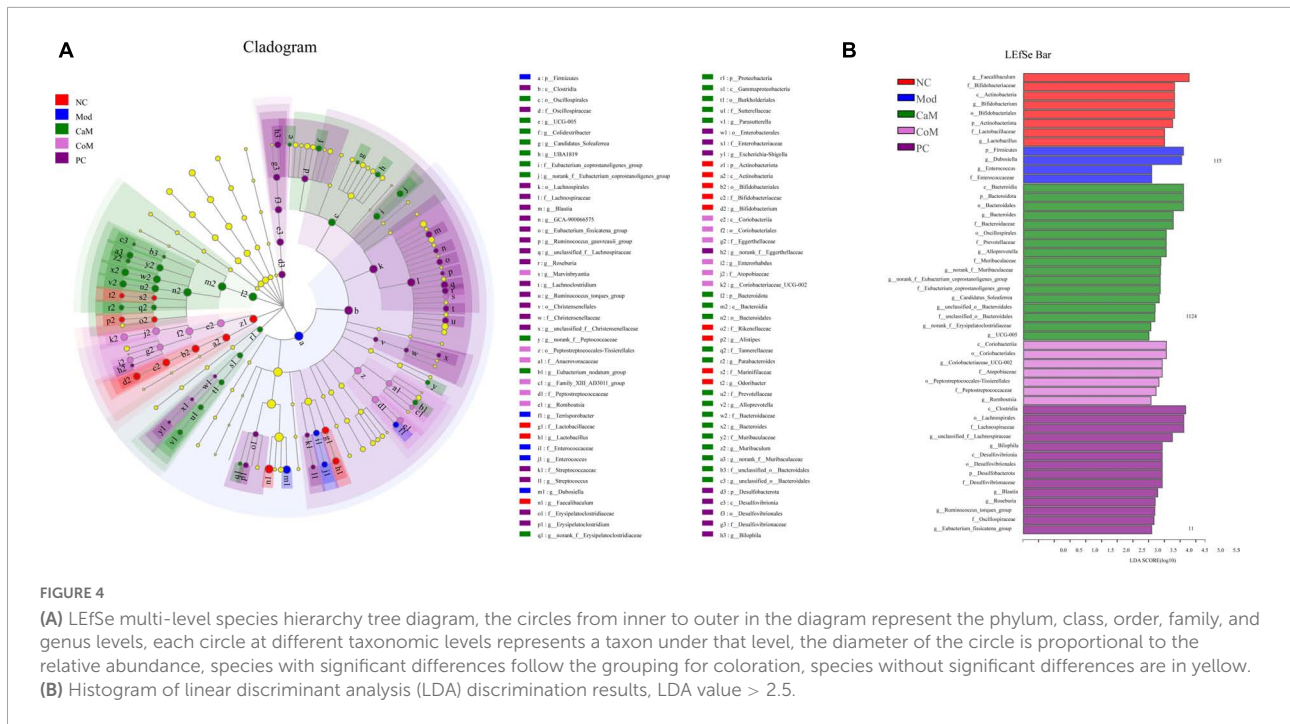 A
Cladogram
NC
Mod
CaM
CoM
PC
a : p__Firmicutes
b : c__Clostridia
c : o__Oscillospirales
d : f__Oscillospiraceae
e : g__UCG-005
f : g__Colidextribacter
g : g__Candidatus_Soleaferrea
h : g__UBA1819
i : f__Eubacterium_coprostanoligenes_group
j : g__norank_f__Eubacterium_coprostanoligenes_group
k : o__Lachnospirales
l : f__Lachnospiraceae
m : g__Blautia
n : g__GCA-900066575
o : g__Eubacterium_fissicatena_group
p : g__Ruminococcus_gauvreauii_group
q : g__unclassified_f__Lachnospiraceae
r : g__Roseburia
s : g__Marvinbryantia
t : g__Lachnoclostridium
u : g__Ruminococcus_torques_group
v : o__Christensenellales
w : f__Christensenellaceae
x : g__unclassified_f__Christensenellaceae
y : g__norank_f__Peptococcaceae
z : o__Peptostreptococcales-Tissierellales
a1 : f__Anaerovoracaceae
b1 : g__Eubacterium_nodatum_group
c1 : g__Family_XIII_AD3011_group
d1 : f__Peptostreptococcaceae
e1 : g__Romboutsia
f1 : g__Terrisporobacter
g1 : f__Lactobacillaceae
h1 : g__Lactobacillus
i1 : f__Enterococcaceae
j1 : g__Enterococcus
k1 : f__Streptococcaceae
l1 : g__Streptococcus
m1 : g__Dubosiella
n1 : g__Faecalibaculum
o1 : f__Erysipelatoclostridiaceae
p1 : g__Erysipelatoclostridium
q1 : g__norank_f__Erysipelatoclostridiaceae
r1 : p__Proteobacteria
s1 : c__Gammaproteobacteria
t1 : o__Burkholderiales
u1 : f__Sutterellaceae
v1 : g__Parasutterella
w1 : o__Enterobacterales
x1 : f__Enterobacteriaceae
y1 : g__Escherichia-Shigella
z1 : p__Actinobacteriota
a2 : c__Actinobacteria
b2 : o__Bifidobacteriales
c2 : f__Bifidobacteriaceae
d2 : g__Bifidobacterium
e2 : c__Coriobacteriia
f2 : o__Coriobacteriales
g2 : f__Eggerthellaceae
h2 : g__norank_f__Eggerthellaceae
i2 : g__Enterorhabdus
j2 : f__Atopobiaceae
k2 : g__Coriobacteriaceae_UCG-002
l2 : p__Bacteroidota
m2 : c__Bacteroidia
n2 : o__Bacteroidales
o2 : f__Rikenellaceae
p2 : g__Alistipes
q2 : f__Tannerellaceae
r2 : g__Parabacteroides
s2 : f__Marinifilaceae
t2 : g__Odoribacter
u2 : f__Prevotellaceae
v2 : g__Alloprevotella
w2 : f__Bacteroidaceae
x2 : g__Bacteroides
y2 : f__Muribaculaceae
z2 : g__Muribaculum
a3 : g__norank_f__Muribaculaceae
b3 : f__unclassified_o__Bacteroidales
c3 : g__unclassified_o__Bacteroidales
d3 : p__Desulfobacterota
e3 : c__Desulfovibrionia
f3 : o__Desulfovibrionales
g3 : f__Desulfovibrionaceae
h3 : g__Bilophila
B
LEfSe Bar
NC
Mod
CaM
CoM
PC
g__Faecalibaculum
f__Bifidobacteriaceae
c__Actinobacteria
g__Bifidobacterium
o__Bifidobacteriales
p__Actinobacteriota
f__Lactobacillaceae
g__Lactobacillus
p__Firmicutes
g__Dubosiella
g__Enterococcus
f__Enterococcaceae
c__Bacteroidia
p__Bacteroidota
o__Bacteroidales
g__Bacteroides
f__Bacteroidaceae
o__Oscillospirales
f__Prevotellaceae
g__Alloprevotella
f__Muribaculaceae
g__norank_f__Muribaculaceae
g__norank_f__Eubacterium_coprostanoligenes_group
f__Eubacterium_coprostanoligenes_group
g__Candidatus_Soleaferrea
g__unclassified_o__Bacteroidales
f__unclassified_o__Bacteroidales
g__norank_f__Erysipelatoclostridiaceae
g__UCG-005
c__Coriobacteriia
o__Coriobacteriales
g__Coriobacteriaceae_UCG-002
f__Atopobiaceae
o__Peptostreptococcales-Tissierellales
f__Peptostreptococcaceae
g__Romboutsia
c__Clostridia
o__Lachnospirales
f__Lachnospiraceae
g__unclassified_f__Lachnospiraceae
g__Bilophila
c__Desulfovibrionia
o__Desulfovibrionales
p__Desulfobacterota
f__Desulfovibrionaceae
g__Blautia
g__Roseburia
g__Ruminococcus_torques_group
f__Oscillospiraceae
g__Eubacterium_fissicatena_group
115
1124
11
0.0 0.5 1.0 1.5 2.0 2.5 3.0 3.5 4.0 4.5 5.5
LDA SCORE(log10)
FIGURE 4
(A) LEfSe multi-level species hierarchy tree diagram, the circles from inner to outer in the diagram represent the phylum, class, order, family, and
genus levels, each circle at different taxonomic levels represents a taxon under that level, the diameter of the circle is proportional to the
relative abundance, species with significant differences follow the grouping for coloration, species without significant differences are in yellow.
(B) Histogram of linear discriminant analysis (LDA) discrimination results, LDA value > 2.5.